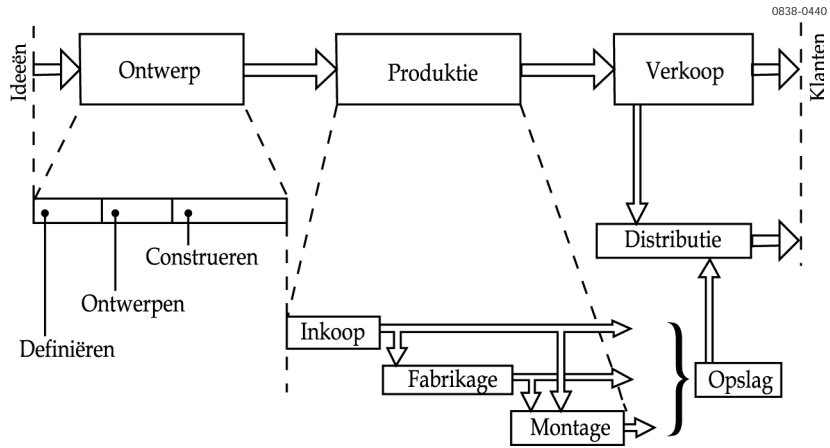 0838-0440
Ideeën
Ontwerp
Produktie
Verkoop
Klanten
Distributie
Construeren
Ontwerpen
Definiëren
Inkoop
Fabrikage
Opslag
Montage